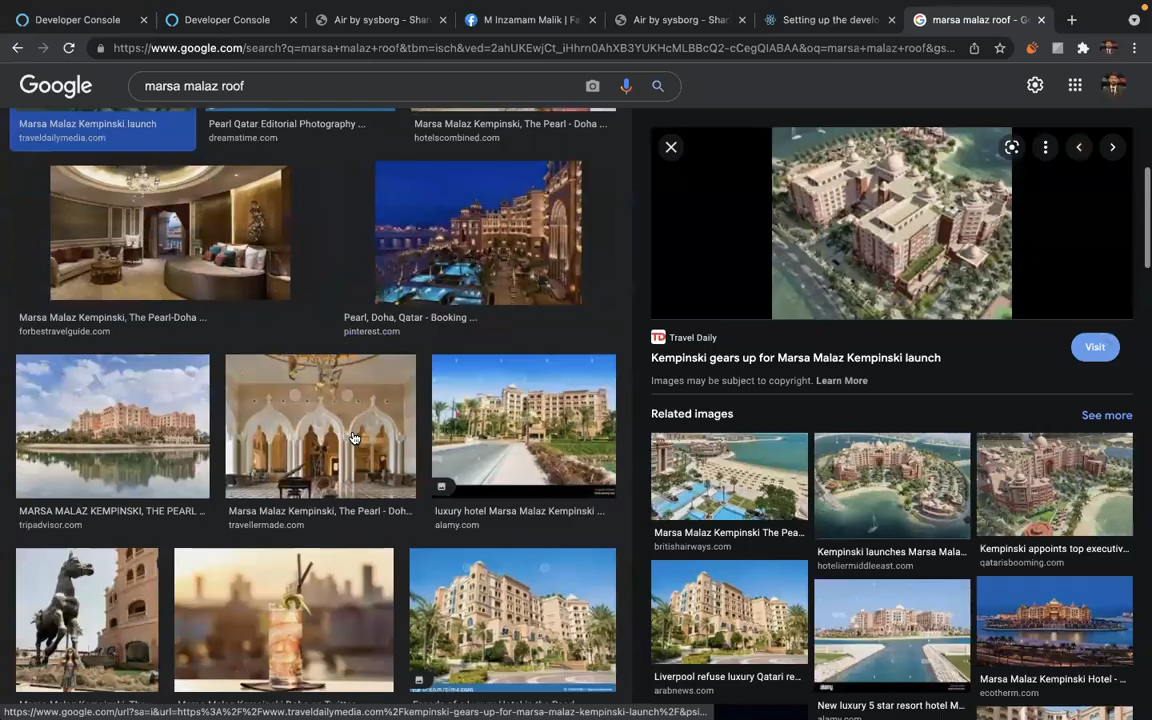 Developer Console
Developer Console
Air by sysborg - Shar
M Inzamam Malik | Fa
Air by sysborg - Shar
Setting up the develo
marsa malaz roof - Go
https://www.google.com/search?q=marsa+malaz+roof&tbm=isch&ved=2ahUKEwjCt_iHhrn0AhXB3YUKHcMLBBcQ2-cCegQIABAA&oq=marsa+malaz+roof&gs...
Google
marsa malaz roof
Marsa Malaz Kempinski launch
traveldailymedia.com
Pearl Qatar Editorial Photography ...
dreamstime.com
Marsa Malaz Kempinski, The Pearl - Doha ...
hotelscombined.com
Marsa Malaz Kempinski, The Pearl-Doha ...
forbestravelguide.com
Pearl, Doha, Qatar - Booking ...
pinterest.com
MARSA MALAZ KEMPINSKI, THE PEARL ...
tripadvisor.com
Marsa Malaz Kempinski, The Pearl - Doh...
travellermade.com
luxury hotel Marsa Malaz Kempinski ...
alamy.com
TD Travel Daily
Kempinski gears up for Marsa Malaz Kempinski launch
Visit
Images may be subject to copyright. Learn More
Related images
See more
Marsa Malaz Kempinski The Pea...
britishairways.com
Kempinski launches Marsa Mala...
hoteliermiddleeast.com
Kempinski appoints top executiv...
qatarisbooming.com
Liverpool refuse luxury Qatari re...
arabnews.com
New luxury 5 star resort hotel M...
alamy.com
Marsa Malaz Kempinski Hotel - ...
ecotherm.com
https://www.google.com/url?sa=i&url=https%3A%2F%2Fwww.traveldailymedia.com%2Fkempinski-gears-up-for-marsa-malaz-kempinski-launch%2F&psi...